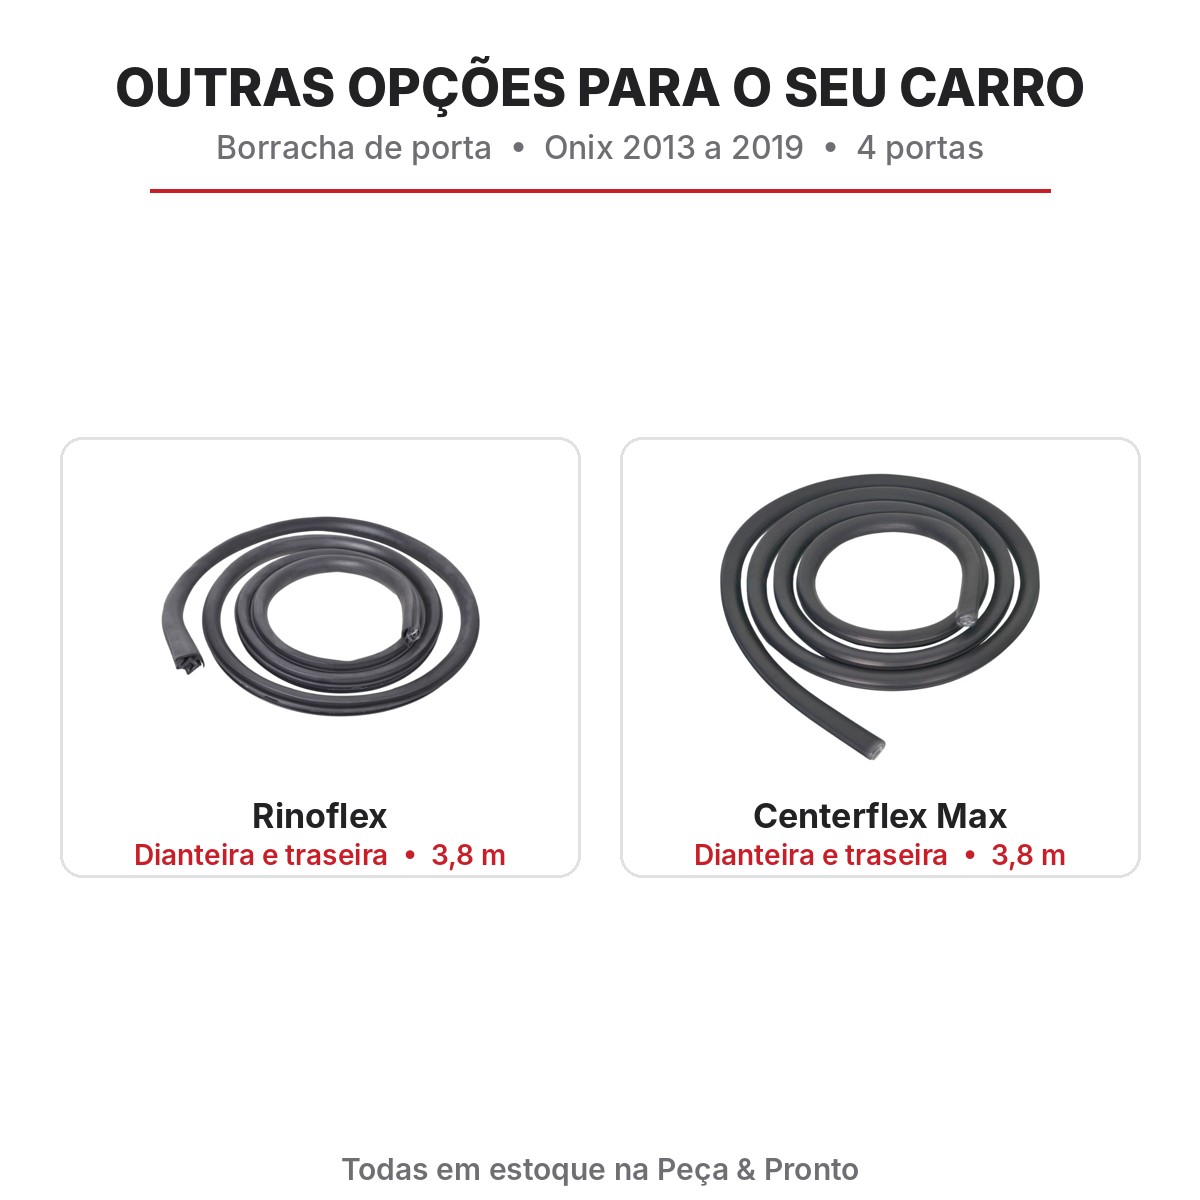 OUTRAS OPÇÕES PARA O SEU CARRO
Borracha de porta • Onix 2013 a 2019 • 4 portas
Rinoflex
Dianteira e traseira • 3,8 m
Centerflex Max
Dianteira e traseira • 3,8 m
Todas em estoque na Peça & Pronto